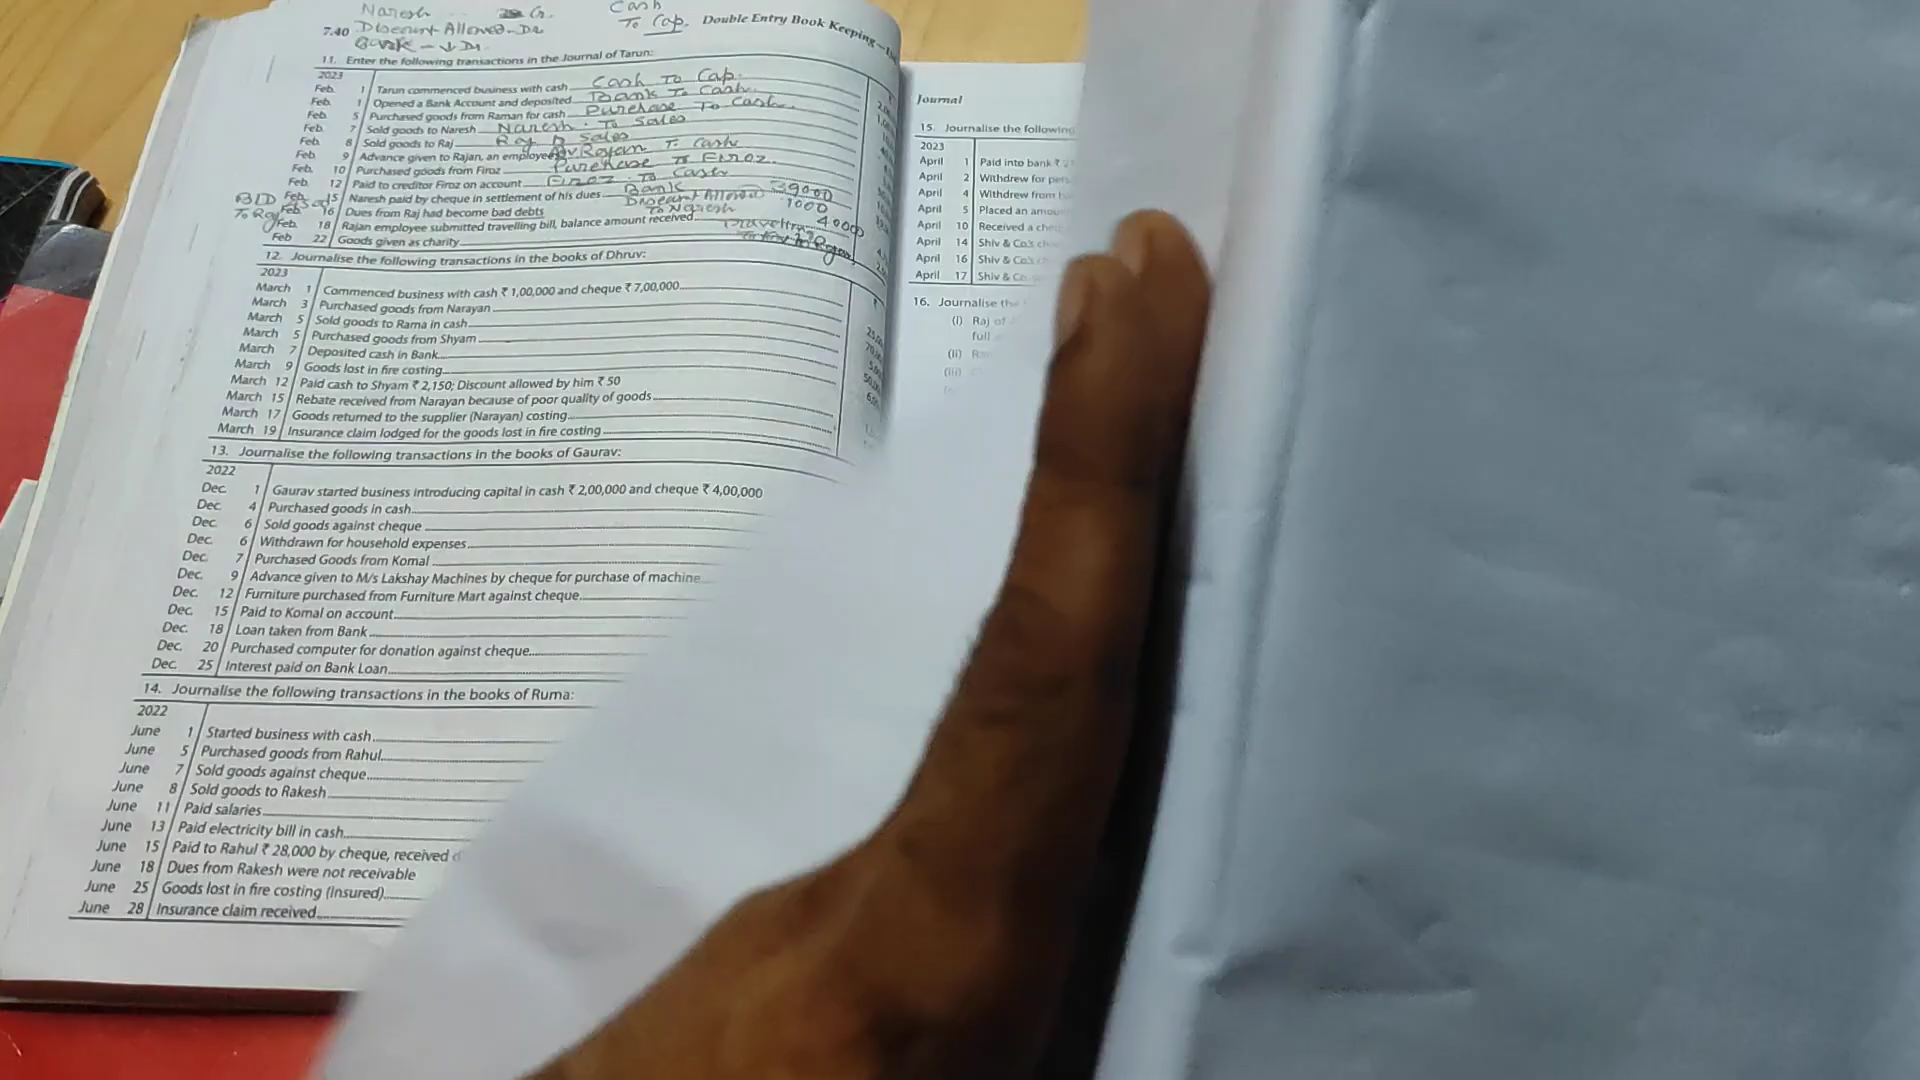 Naresh Cr. Cash
7.40 Discount Allowed - Dr To Cap. Double Entry Book Keeping
Bank - ↓ Dr.
11. Enter the following transactions in the Journal of Tarun:
2023
Feb. 1 Tarun commenced business with cash Cash To Cap.
Feb. 1 Opened a Bank Account and deposited Bank To Cash
Feb. 5 Purchased goods from Raman for cash Purchase To Cash
Feb. 7 Sold goods to Naresh Naresh. To Sales
Feb. 8 Sold goods to Raj Raj Sales
Feb. 9 Advance given to Rajan, an employee To Cash
Feb. 10 Purchased goods from Firoz Purchase To Firoz.
Feb. 12 Paid to creditor Firoz on account Firoz. To Cash
Feb. 15 Naresh paid by cheque in settlement of his dues Bank 39000
Discount Allowed 1000
B/D Feb. 16 Dues from Raj had become bad debts To Naresh
To Raj Feb. 18 Rajan employee submitted travelling bill, balance amount received 4000
Feb 22 Goods given as charity
12. Journalise the following transactions in the books of Dhruv:
2023
March 1 Commenced business with cash ₹ 1,00,000 and cheque ₹ 7,00,000
March 3 Purchased goods from Narayan
March 5 Sold goods to Rama in cash
March 5 Purchased goods from Shyam
March 7 Deposited cash in Bank
March 9 Goods lost in fire costing
March 12 Paid cash to Shyam ₹ 2,150; Discount allowed by him ₹ 50
March 15 Rebate received from Narayan because of poor quality of goods
March 17 Goods returned to the supplier (Narayan) costing
March 19 Insurance claim lodged for the goods lost in fire costing
13. Journalise the following transactions in the books of Gaurav:
2022
Dec. 1 Gaurav started business introducing capital in cash ₹ 2,00,000 and cheque ₹ 4,00,000
Dec. 4 Purchased goods in cash
Dec. 6 Sold goods against cheque
Dec. 6 Withdrawn for household expenses
Dec. 7 Purchased Goods from Komal
Dec. 9 Advance given to M/s Lakshay Machines by cheque for purchase of machine
Dec. 12 Furniture purchased from Furniture Mart against cheque
Dec. 15 Paid to Komal on account
Dec. 18 Loan taken from Bank
Dec. 20 Purchased computer for donation against cheque
Dec. 25 Interest paid on Bank Loan
14. Journalise the following transactions in the books of Ruma:
2022
June 1 Started business with cash
June 5 Purchased goods from Rahul
June 7 Sold goods against cheque
June 8 Sold goods to Rakesh
June 11 Paid salaries
June 13 Paid electricity bill in cash
June 15 Paid to Rahul ₹ 28,000 by cheque, received
June 18 Dues from Rakesh were not receivable
June 25 Goods lost in fire costing (Insured)
June 28 Insurance claim received
Journal
15. Journalise the following
2023
April 1 Paid into bank ₹
April 2 Withdrew for
April 4 Withdrew from
April 5 Placed an
April 10 Received a
April 14 Shiv & Co.'s
April 16 Shiv & Co.'s
April 17 Shiv & Co.
16. Journalise the
(i) Raj of
full
(ii)
(iii)